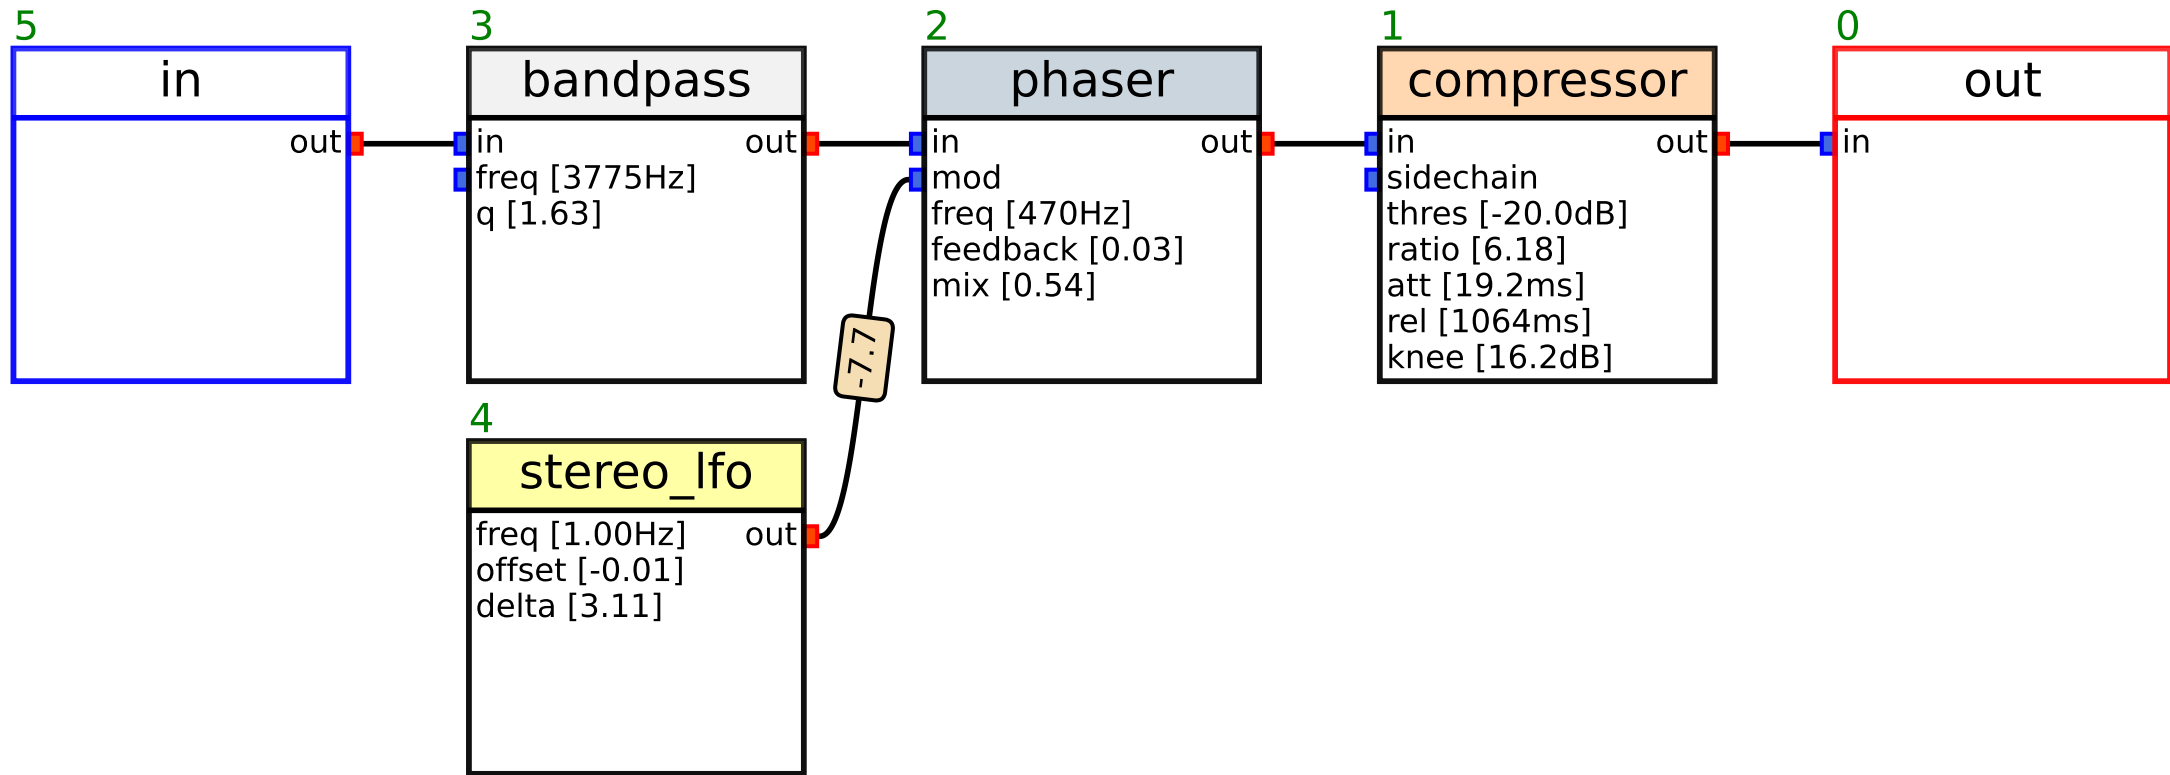 5
in
out
3
bandpass
in out
freq [3775Hz]
q [1.63]
2
phaser
in out
mod
freq [470Hz]
feedback [0.03]
mix [0.54]
1
compressor
in out
sidechain
thres [-20.0dB]
ratio [6.18]
att [19.2ms]
rel [1064ms]
knee [16.2dB]
0
out
in
-7.7
4
stereo_lfo
freq [1.00Hz] out
offset [-0.01]
delta [3.11]